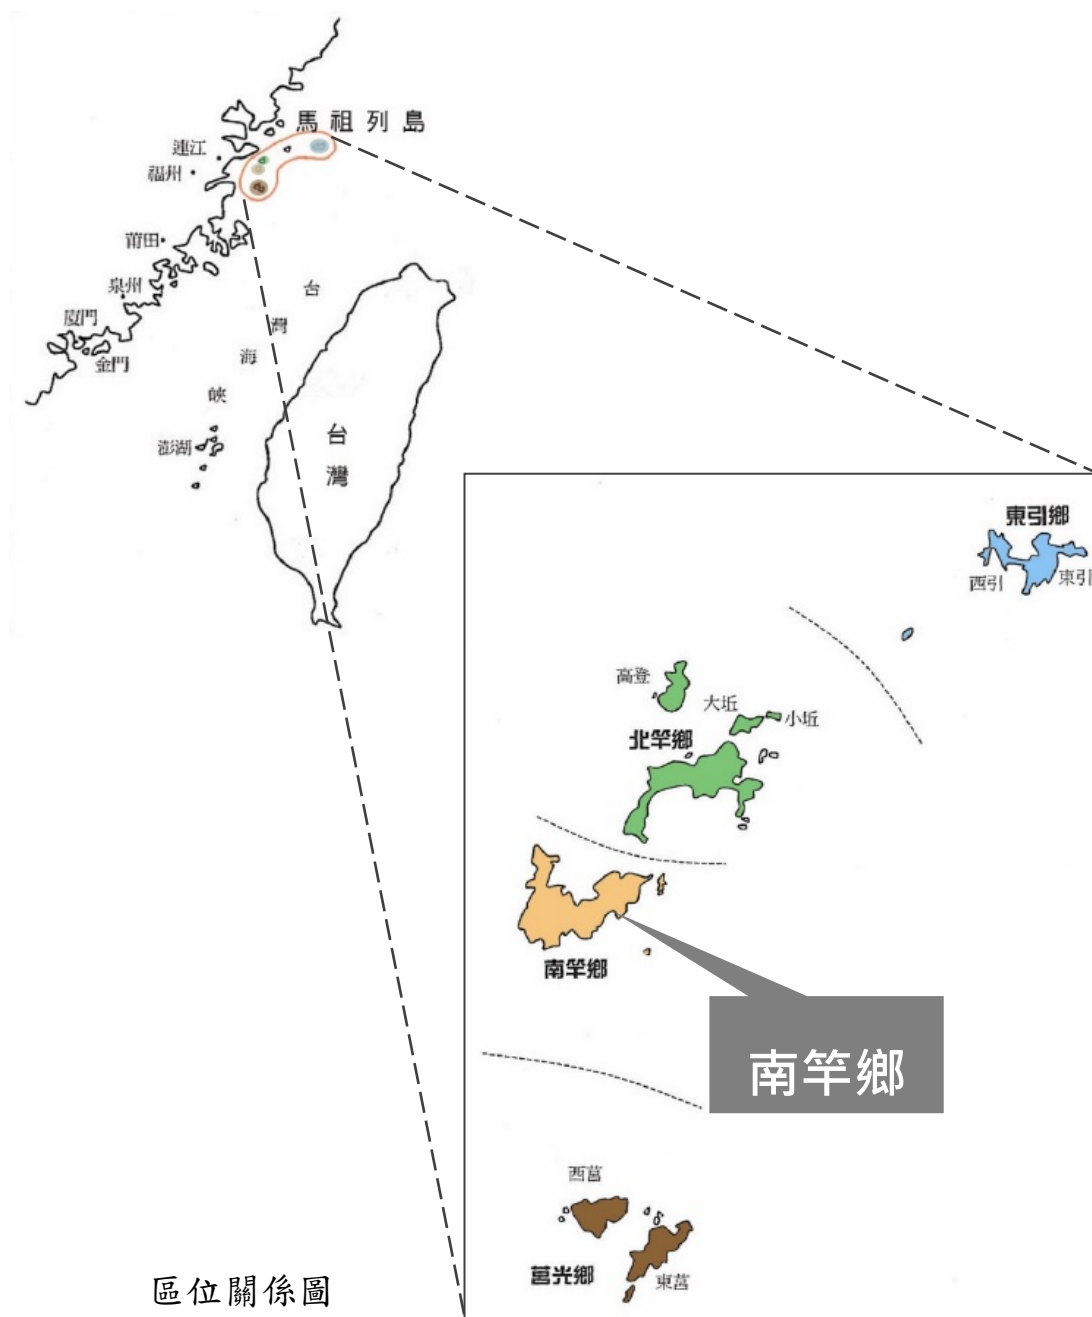 馬祖列島
連江
福州
莆田
泉州
廈門
金門
台灣海峽
澎湖
台灣
東引鄉
西引
東引
高登
大坵
小坵
北竿鄉
南竿鄉
南竿鄉
西莒
莒光鄉
東莒
區位關係圖